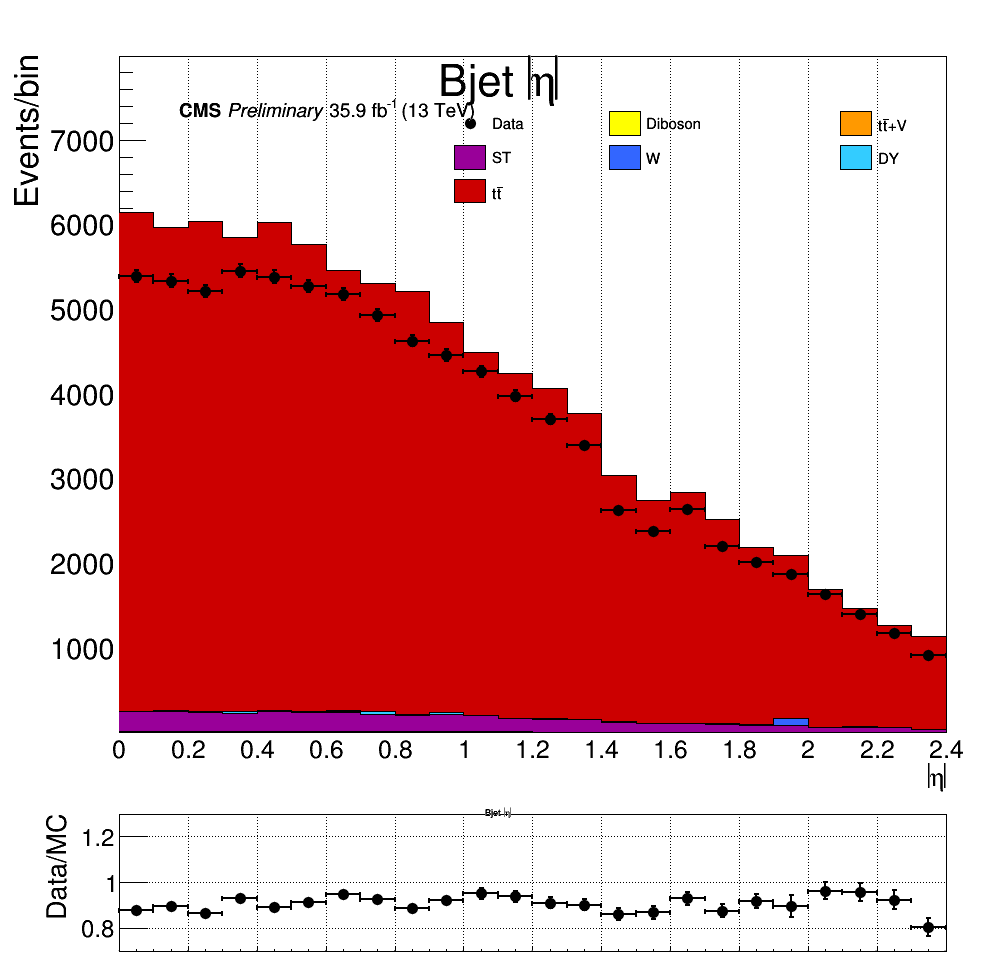 Bjet |η|
CMS Preliminary 35.9 fb⁻¹ (13 TeV)
Data
Diboson
tt̄+V
ST
W
DY
tt̄
Events/bin
7000
6000
5000
4000
3000
2000
1000
0 0.2 0.4 0.6 0.8 1 1.2 1.4 1.6 1.8 2 2.2 2.4
|η|
Bjet |η|
Data/MC
1.2
1
0.8